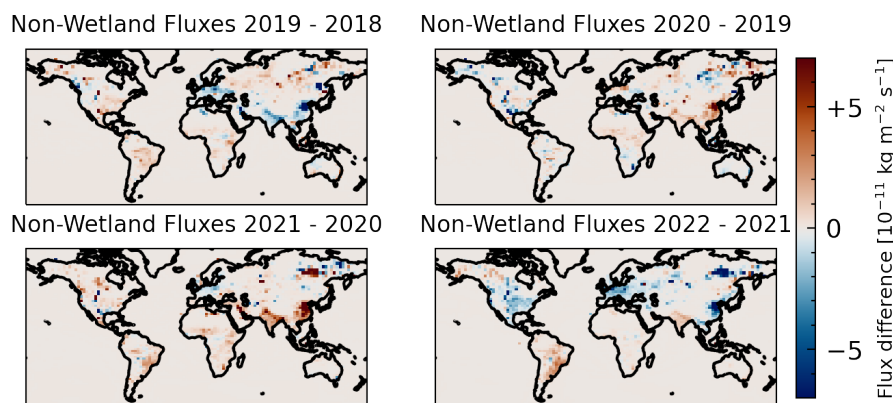 Non-Wetland Fluxes 2019 - 2018
Non-Wetland Fluxes 2020 - 2019
Non-Wetland Fluxes 2021 - 2020
Non-Wetland Fluxes 2022 - 2021
+5
0
−5
Flux difference [10⁻¹¹ kg m⁻² s⁻¹]